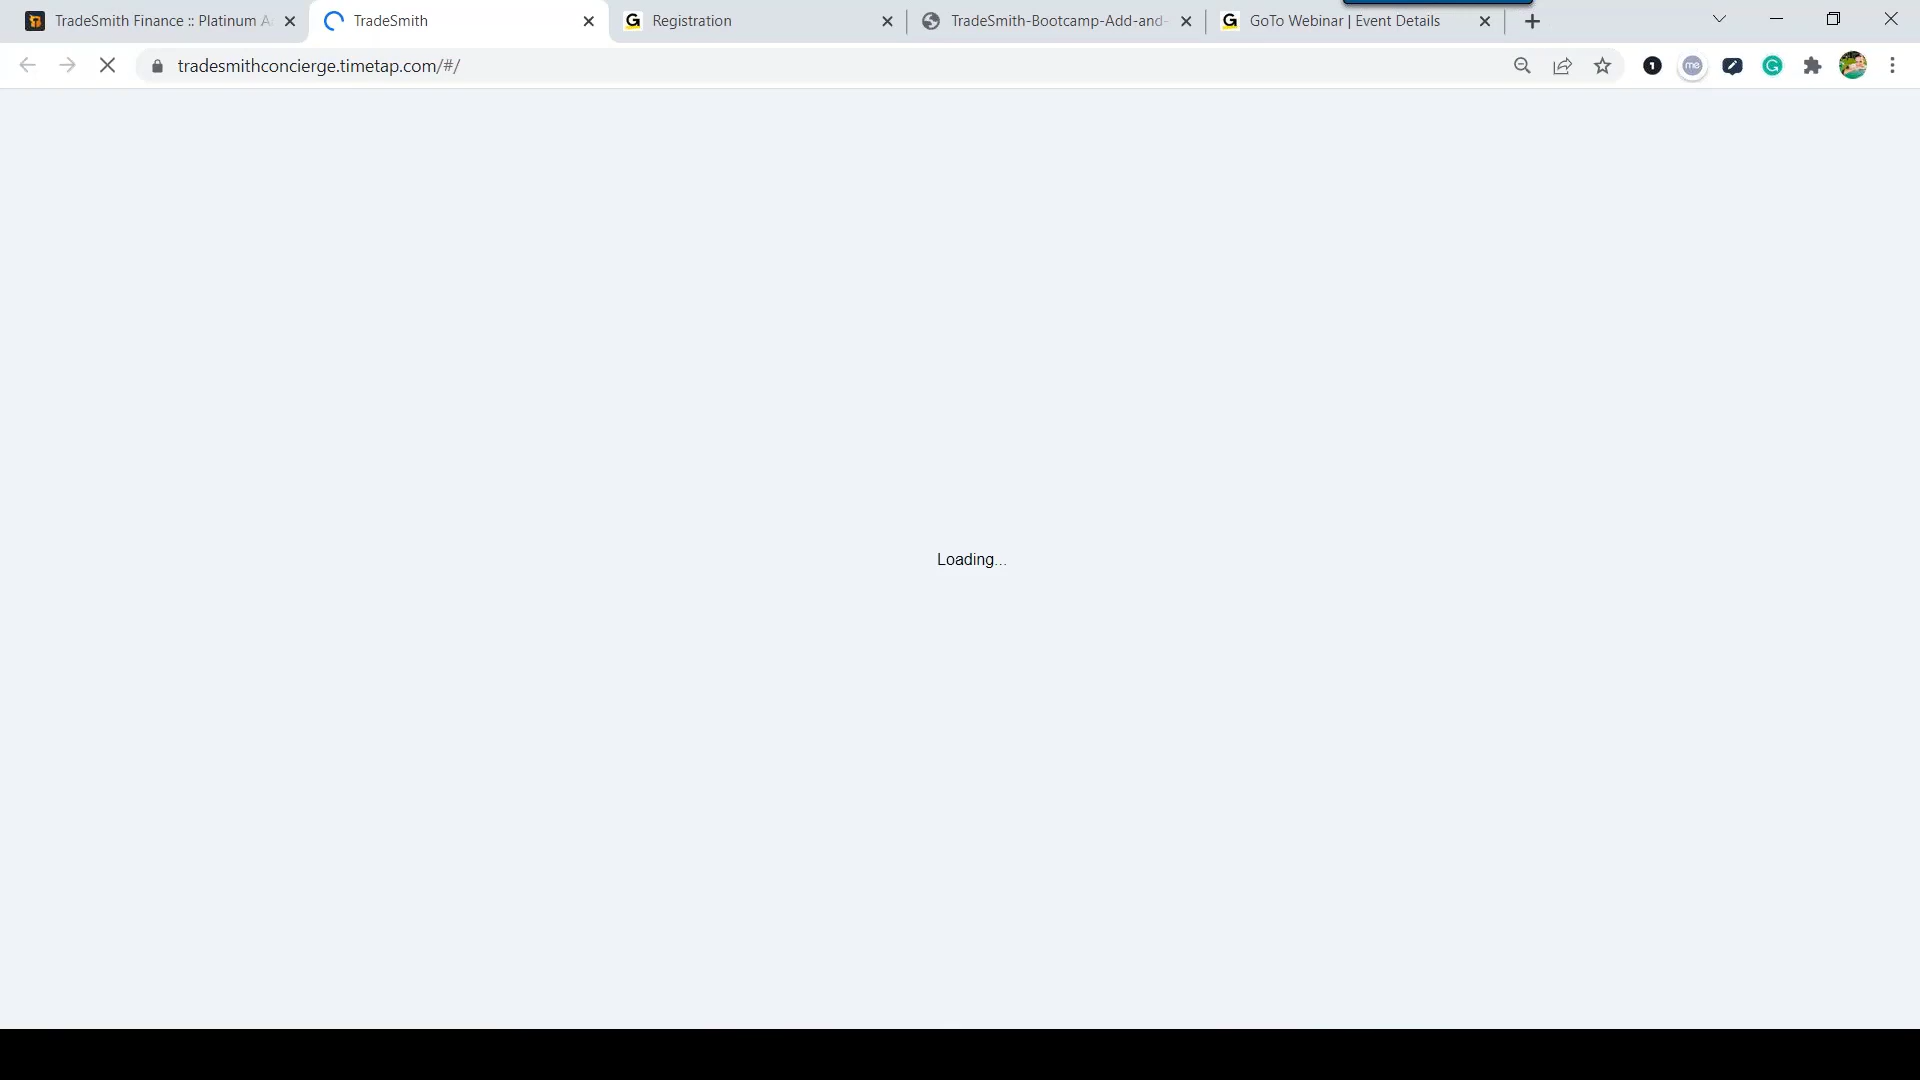 TradeSmith Finance :: Platinum A
TradeSmith
Registration
TradeSmith-Bootcamp-Add-and-
GoTo Webinar | Event Details
tradesmithconcierge.timetap.com/#/
Loading...